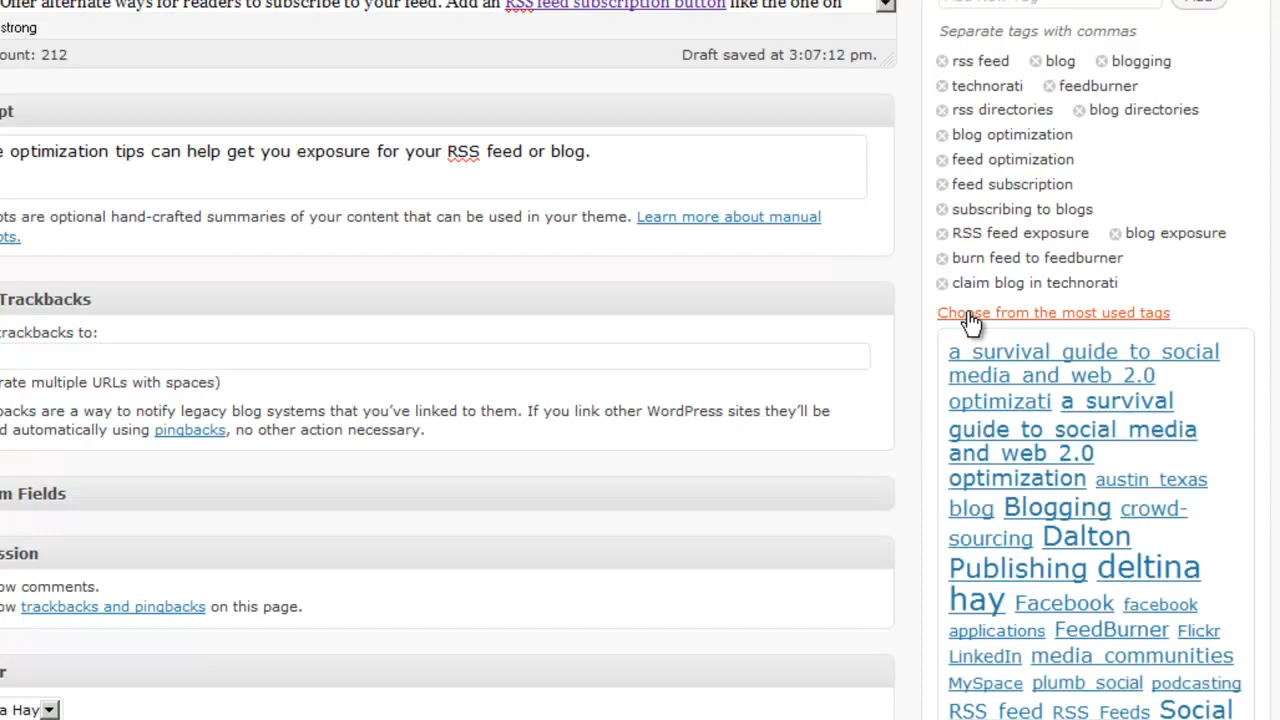 Offer alternate ways for readers to subscribe to your feed. Add an RSS feed subscription button like the one on
strong
ount: 212
Draft saved at 3:07:12 pm.
pt
e optimization tips can help get you exposure for your RSS feed or blog.
pts are optional hand-crafted summaries of your content that can be used in your theme. Learn more about manual
pts.
Trackbacks
trackbacks to:
rate multiple URLs with spaces)
backs are a way to notify legacy blog systems that you've linked to them. If you link other WordPress sites they'll be
d automatically using pingbacks, no other action necessary.
m Fields
ssion
ow comments.
ow trackbacks and pingbacks on this page.
r
a Hay
Add New Tag
Add
Separate tags with commas
rss feed blog blogging
technorati feedburner
rss directories blog directories
blog optimization
feed optimization
feed subscription
subscribing to blogs
RSS feed exposure blog exposure
burn feed to feedburner
claim blog in technorati
Choose from the most used tags
a survival guide to social
media and web 2.0
optimizati a survival
guide to social media
and web 2.0
optimization austin texas
blog Blogging crowd-
sourcing Dalton
Publishing deltina
hay Facebook facebook
applications FeedBurner Flickr
LinkedIn media communities
MySpace plumb social podcasting
RSS feed RSS Feeds Social